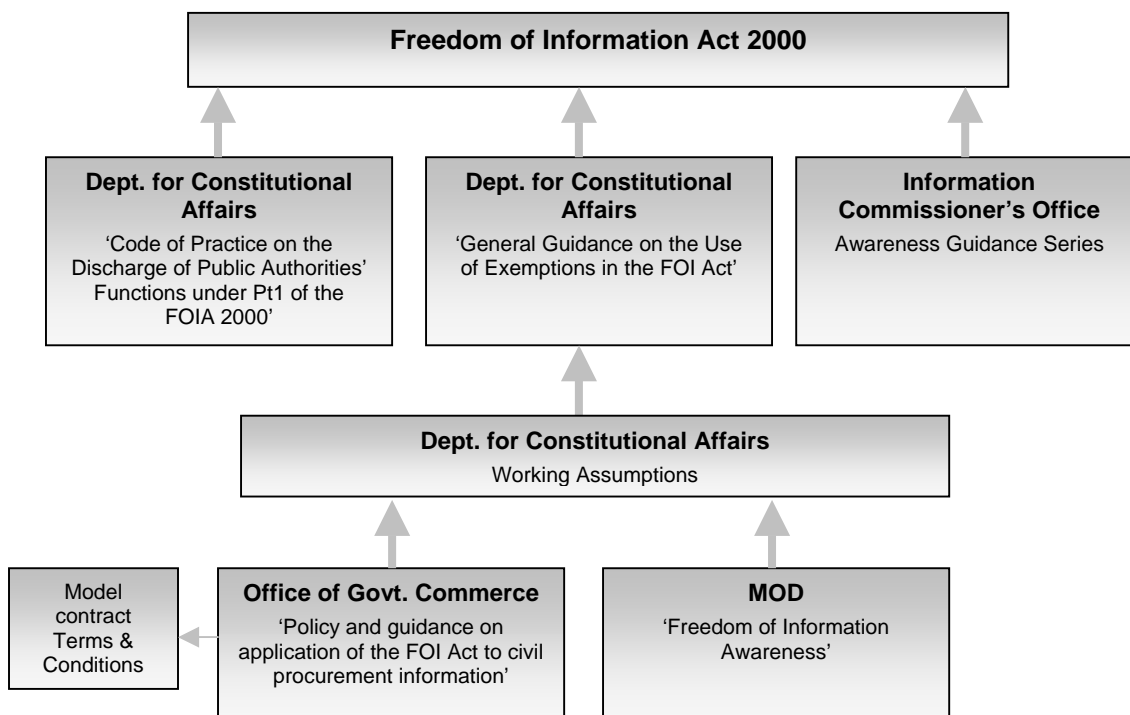 Freedom of Information Act 2000
Dept. for Constitutional
Affairs
‘Code of Practice on the
Discharge of Public Authorities’
Functions under Pt1 of the
FOIA 2000’
Dept. for Constitutional
Affairs
‘General Guidance on the Use
of Exemptions in the FOI Act’
Information
Commissioner’s Office
Awareness Guidance Series
Dept. for Constitutional Affairs
Working Assumptions
Model
contract
Terms &
Conditions
Office of Govt. Commerce
‘Policy and guidance on
application of the FOI Act to civil
procurement information’
MOD
‘Freedom of Information
Awareness’